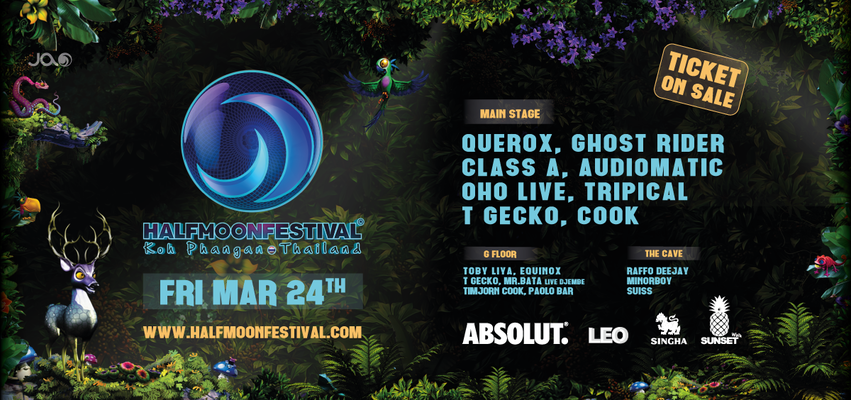 JOLO
HALFMOONFESTIVAL©
Koh Phangan Thailand
FRI MAR 24TH
WWW.HALFMOONFESTIVAL.COM
TICKET
ON SALE
MAIN STAGE
QUEROX, GHOST RIDER
CLASS A, AUDIOMATIC
OHO LIVE, TRIPICAL
T GECKO, COOK
G FLOOR
TOBY LIYA, EQUINOX
T GECKO, MR.BATA LIVE DJEMBE
TIMJORN COOK, PAOLO BAR
THE CAVE
RAFFO DEEJAY
MINORBOY
SUISS
ABSOLUT.®
LEO
SINGHA
SUNSET Walk